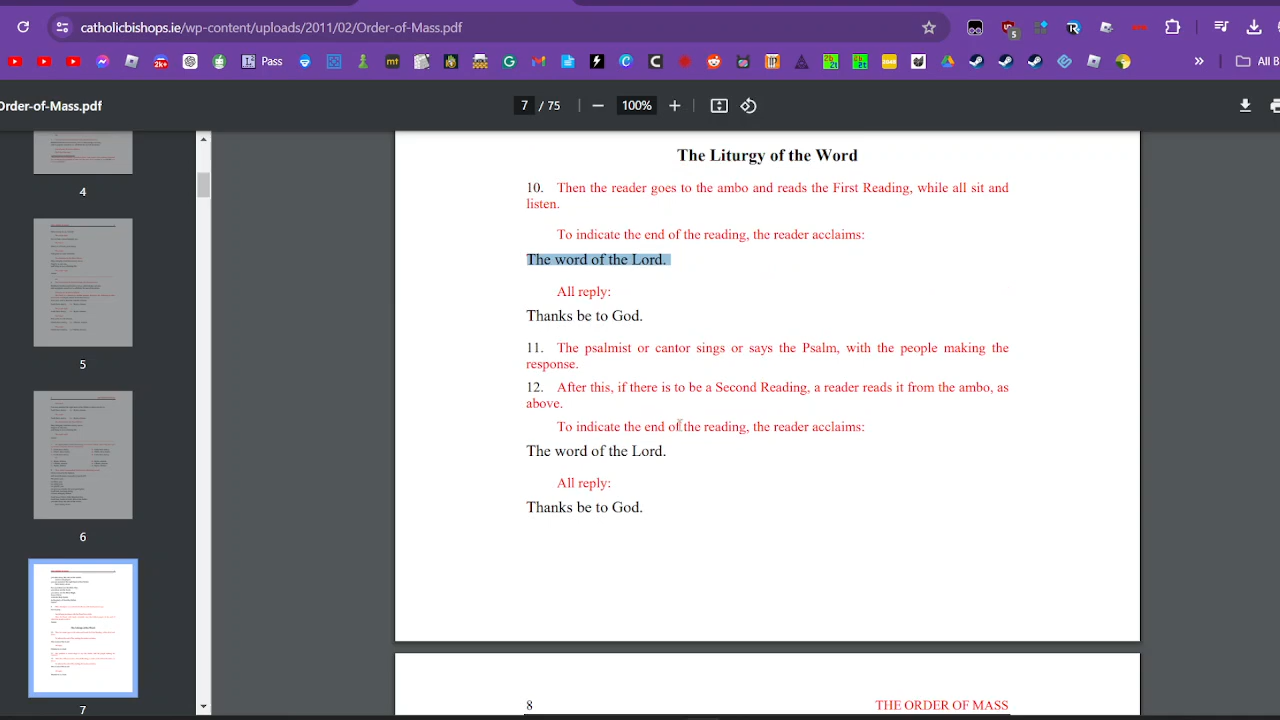 catholicbishops.ie/wp-content/uploads/2011/02/Order-of-Mass.pdf
Pass
All B
Order-of-Mass.pdf
7 / 75
100%
4
5
6
7
The Liturgy of the Word
10. Then the reader goes to the ambo and reads the First Reading, while all sit and
listen.
To indicate the end of the reading, the reader acclaims:
The word of the Lord.
All reply:
Thanks be to God.
11. The psalmist or cantor sings or says the Psalm, with the people making the
response.
12. After this, if there is to be a Second Reading, a reader reads it from the ambo, as
above.
To indicate the end of the reading, the reader acclaims:
The word of the Lord.
All reply:
Thanks be to God.
8 THE ORDER OF MASS